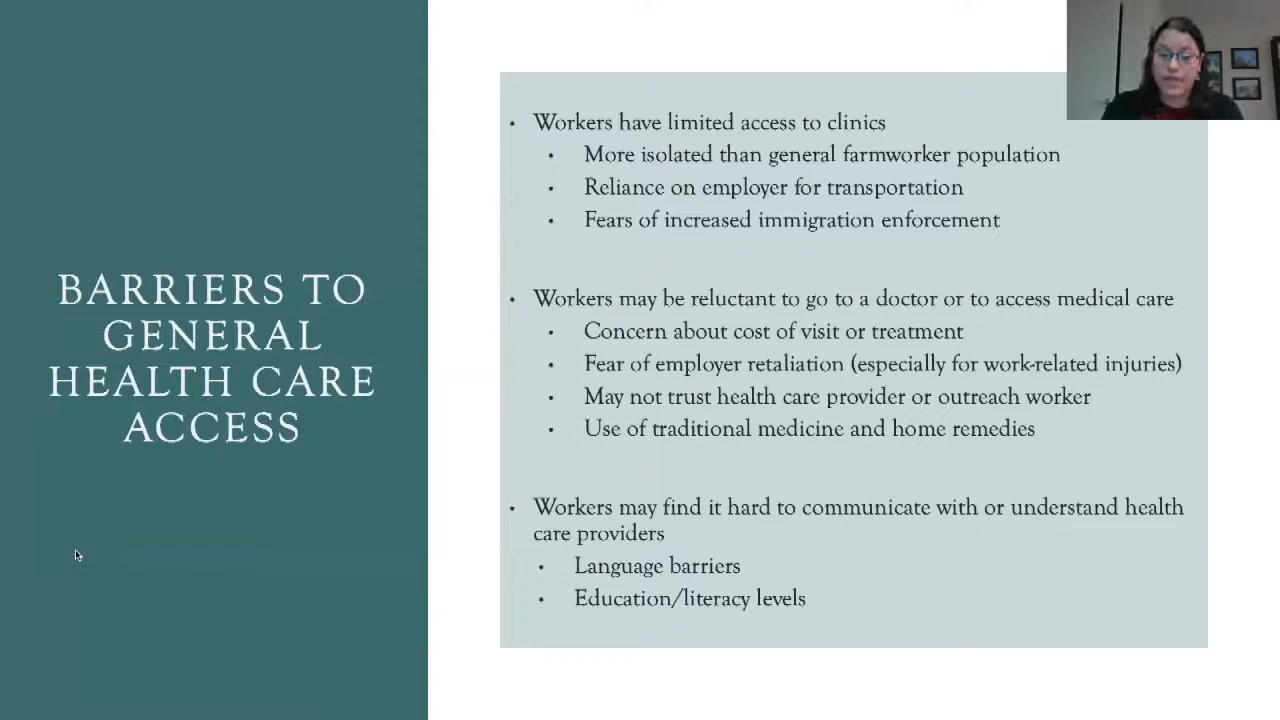 BARRIERS TO
GENERAL
HEALTH CARE
ACCESS
• Workers have limited access to clinics
• More isolated than general farmworker population
• Reliance on employer for transportation
• Fears of increased immigration enforcement
• Workers may be reluctant to go to a doctor or to access medical care
• Concern about cost of visit or treatment
• Fear of employer retaliation (especially for work-related injuries)
• May not trust health care provider or outreach worker
• Use of traditional medicine and home remedies
• Workers may find it hard to communicate with or understand health
care providers
• Language barriers
• Education/literacy levels